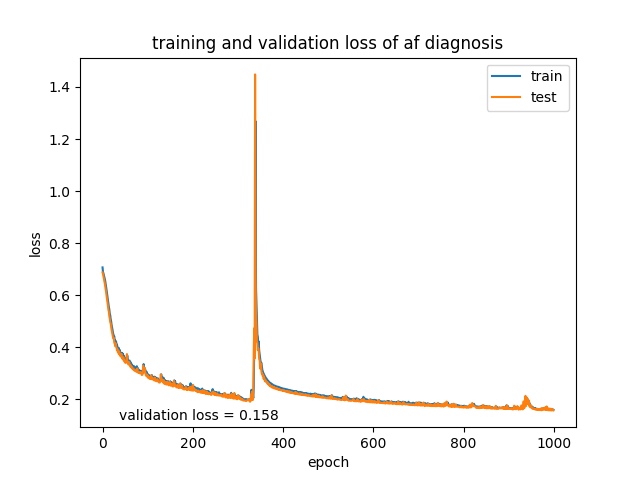 training and validation loss of af diagnosis
train
test
1.4
1.2
1.0
0.8
0.6
0.4
0.2
loss
validation loss = 0.158
0
200
400
600
800
1000
epoch